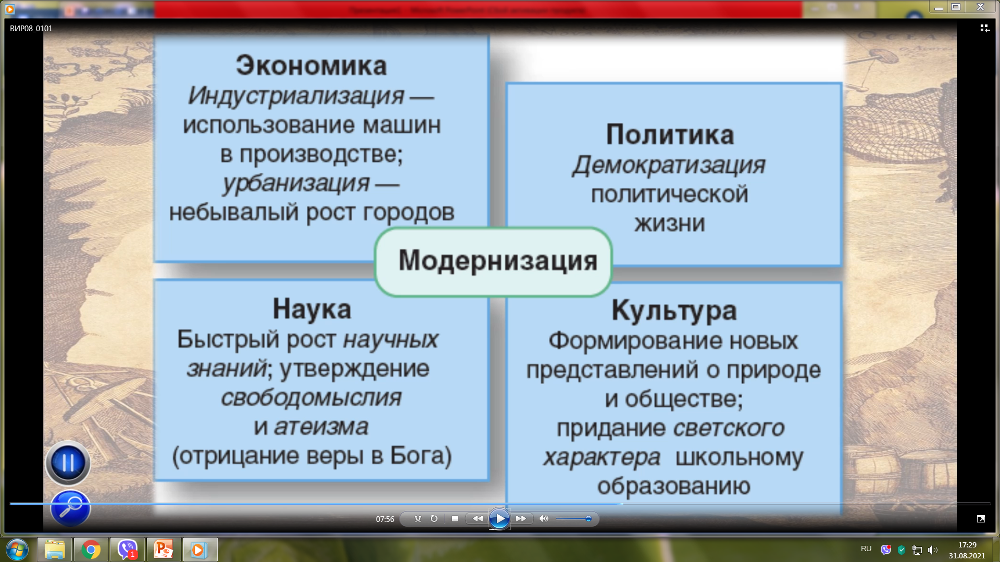 ВИР08_0101
Экономика
Индустриализация —
использование машин
в производстве;
урбанизация —
небывалый рост городов
Политика
Демократизация
политической
жизни
Модернизация
Наука
Быстрый рост научных
знаний; утверждение
свободомыслия
и атеизма
(отрицание веры в Бога)
Культура
Формирование новых
представлений о природе
и обществе;
придание светского
характера школьному
образованию
07:56
1
RU
17:29
31.08.2021